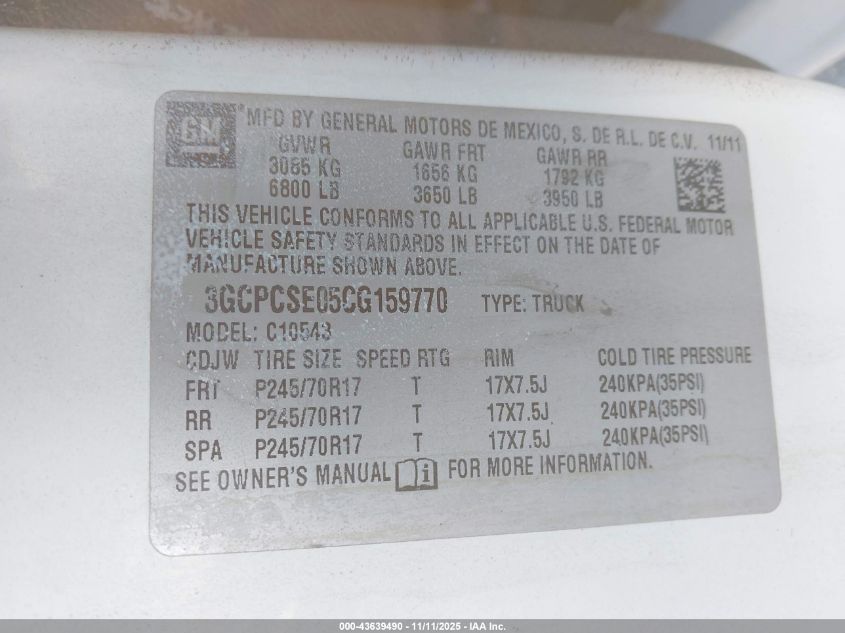 GM
MFD BY GENERAL MOTORS DE MEXICO, S. DE R.L. DE C.V. 11/11
GVWR GAWR FRT GAWR RR
3085 KG 1656 KG 1792 KG
6800 LB 3650 LB 3950 LB
THIS VEHICLE CONFORMS TO ALL APPLICABLE U.S. FEDERAL MOTOR
VEHICLE SAFETY STANDARDS IN EFFECT ON THE DATE OF
MANUFACTURE SHOWN ABOVE.
3GCPCSE05CG159770 TYPE: TRUCK
MODEL: C10543
CDJW TIRE SIZE SPEED RTG RIM COLD TIRE PRESSURE
FRT P245/70R17 T 17X7.5J 240KPA(35PSI)
RR P245/70R17 T 17X7.5J 240KPA(35PSI)
SPA P245/70R17 T 17X7.5J 240KPA(35PSI)
SEE OWNER'S MANUAL i FOR MORE INFORMATION.
000-43639490 - 11/11/2025 - IAA Inc.